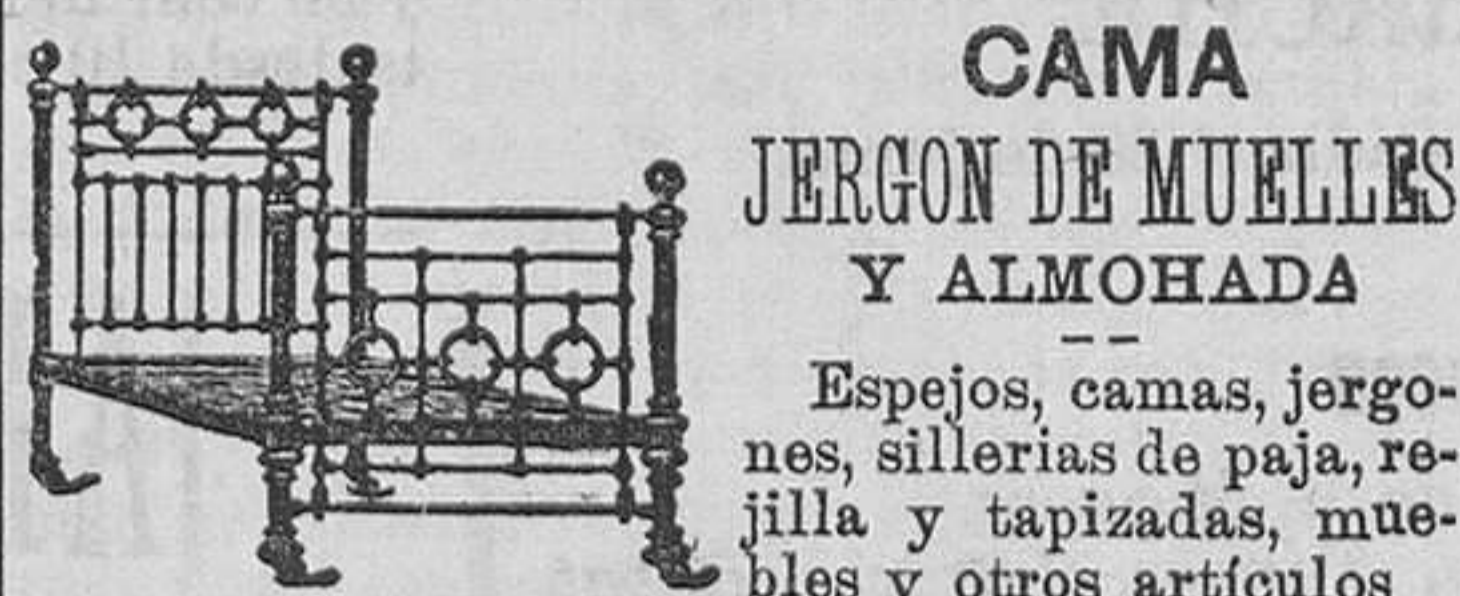 CAMA
JERGON DE MUELLES
Y ALMOHADA
Espejos, camas, jergo-
nes, sillerias de paja, re-
jilla y tapizadas, mue-
bles y otros artículos